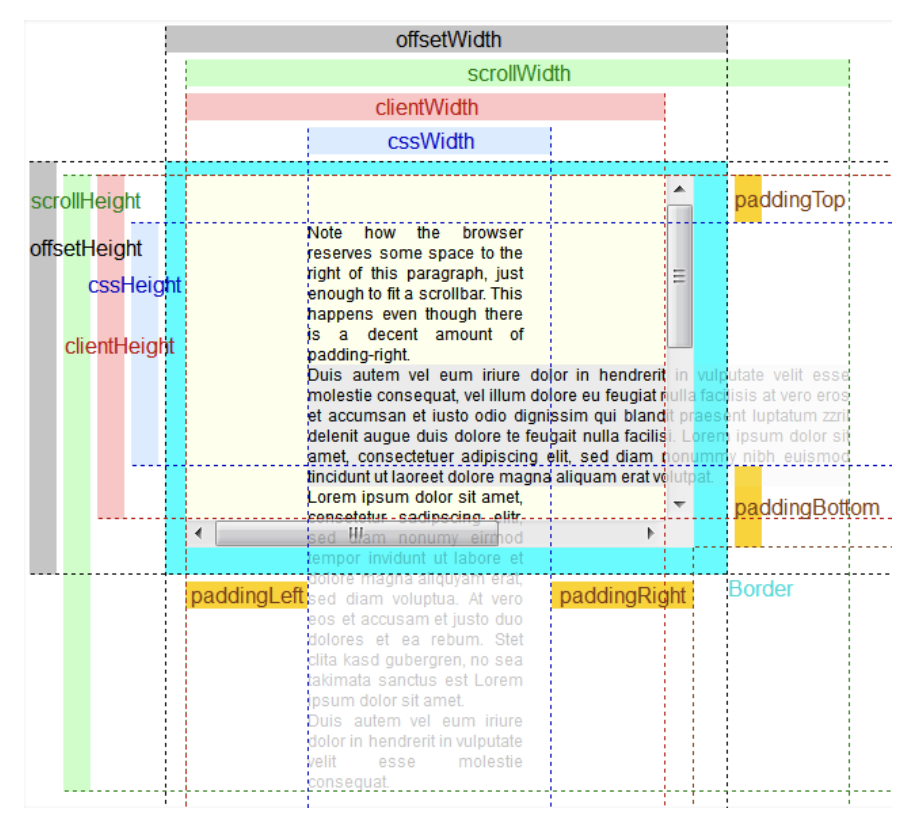 offsetWidth
scrollWidth
clientWidth
cssWidth
scrollHeight
offsetHeight
cssHeight
clientHeight
paddingTop
Note how the browser
reserves some space to the
right of this paragraph, just
enough to fit a scrollbar. This
happens even though there
is a decent amount of
padding-right.
Duis autem vel eum iriure dolor in hendrerit in vulputate velit esse
molestie consequat, vel illum dolore eu feugiat nulla facilisis at vero eros
et accumsan et iusto odio dignissim qui blandit praesent luptatum zzril
delenit augue duis dolore te feugait nulla facilisi. Lorem ipsum dolor sit
amet, consectetuer adipiscing elit, sed diam nonummy nibh euismod
tincidunt ut laoreet dolore magna aliquam erat volutpat.
Lorem ipsum dolor sit amet,
consetetur sadipscing elitr,
sed diam nonumy eirmod
tempor invidunt ut labore et
dolore magna aliquyam erat,
sed diam voluptua. At vero
eos et accusam et justo duo
dolores et ea rebum. Stet
clita kasd gubergren, no sea
takimata sanctus est Lorem
ipsum dolor sit amet.
Duis autem vel eum iriure
dolor in hendrerit in vulputate
velit esse molestie
consequat.
paddingBottom
paddingLeft
paddingRight
Border